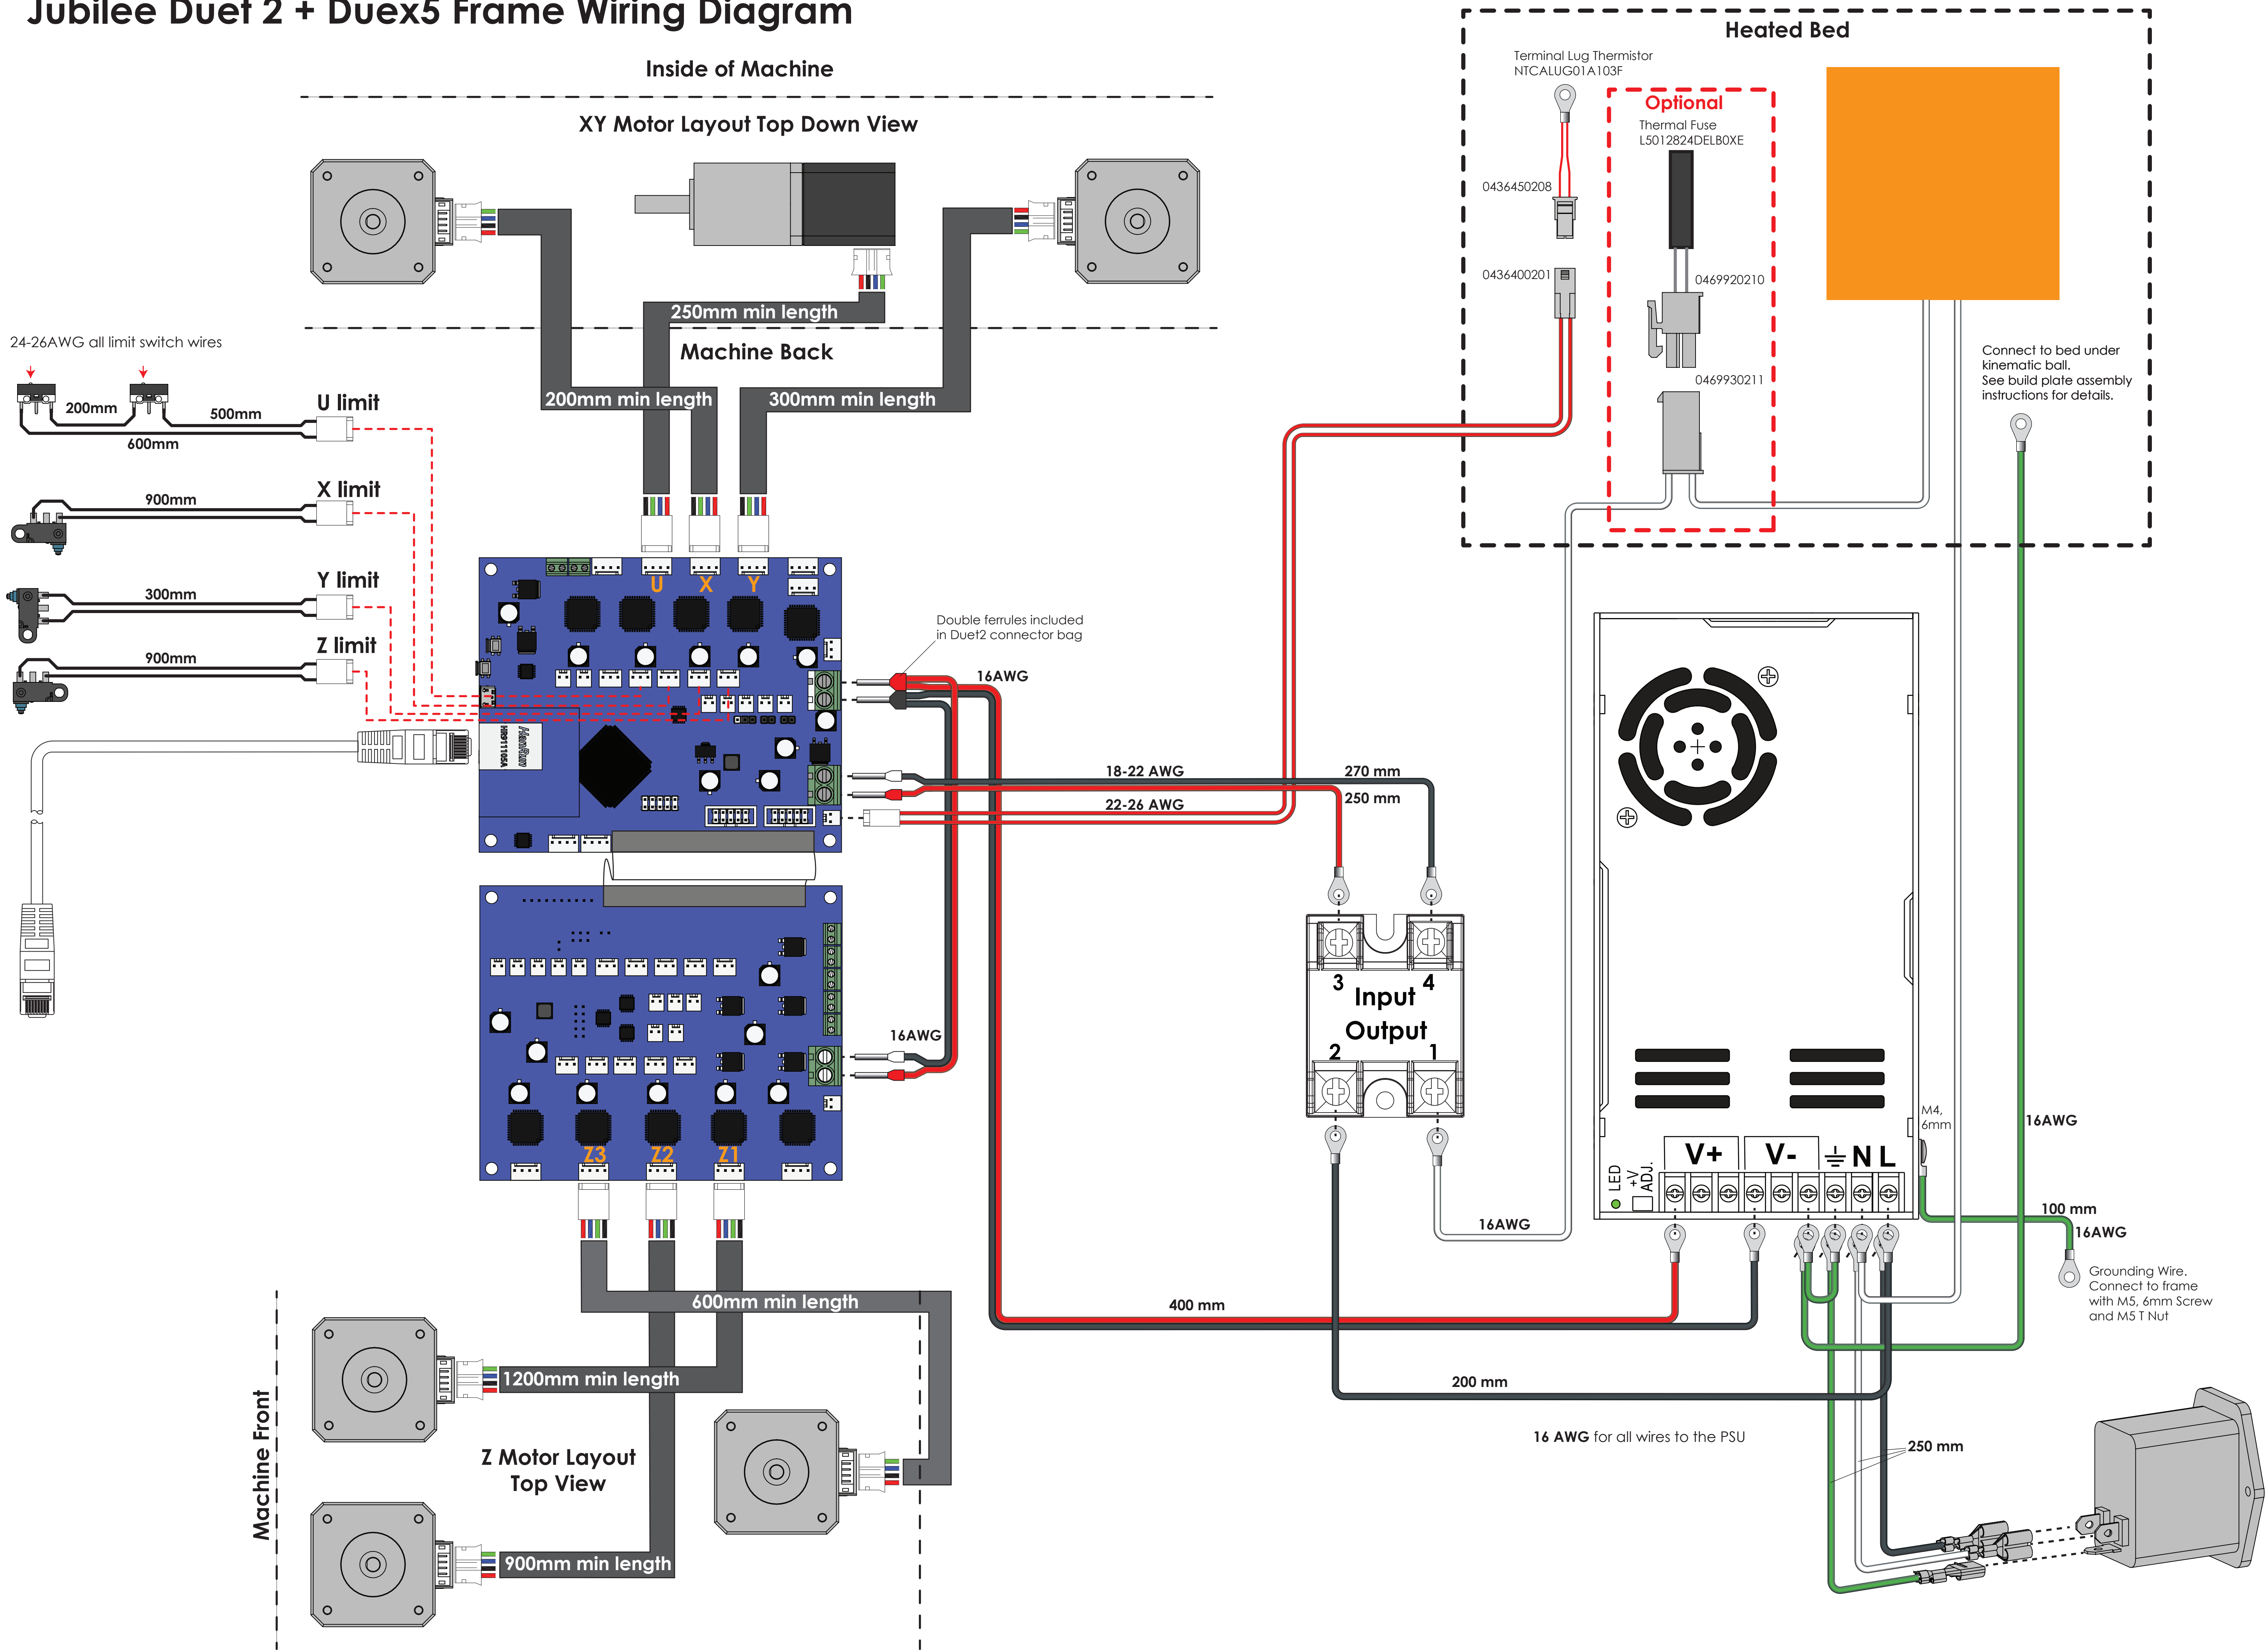 Jubilee Duet 2 + Duex5 Frame Wiring Diagram
Inside of Machine
XY Motor Layout Top Down View
250mm min length
Machine Back
200mm min length
300mm min length
24-26AWG all limit switch wires
200mm
500mm
600mm
U limit
900mm
X limit
300mm
Y limit
900mm
Z limit
U
X
Y
HanRun
HR911105A
Double ferrules included
in Duet2 connector bag
16AWG
18-22 AWG
270 mm
250 mm
22-26 AWG
16AWG
Z3
Z2
Z1
600mm min length
1200mm min length
900mm min length
Machine Front
Z Motor Layout
Top View
Heated Bed
Terminal Lug Thermistor
NTCALUG01A103F
0436450208
0436400201
Optional
Thermal Fuse
L5012824DELB0XE
0469920210
0469930211
Connect to bed under
kinematic ball.
See build plate assembly
instructions for details.
3
4
Input
Output
2
1
16AWG
400 mm
200 mm
16 AWG for all wires to the PSU
LED
+V
ADJ.
V+
V-
N
L
M4,
6mm
16AWG
100 mm
16AWG
Grounding Wire.
Connect to frame
with M5, 6mm Screw
and M5 T Nut
250 mm